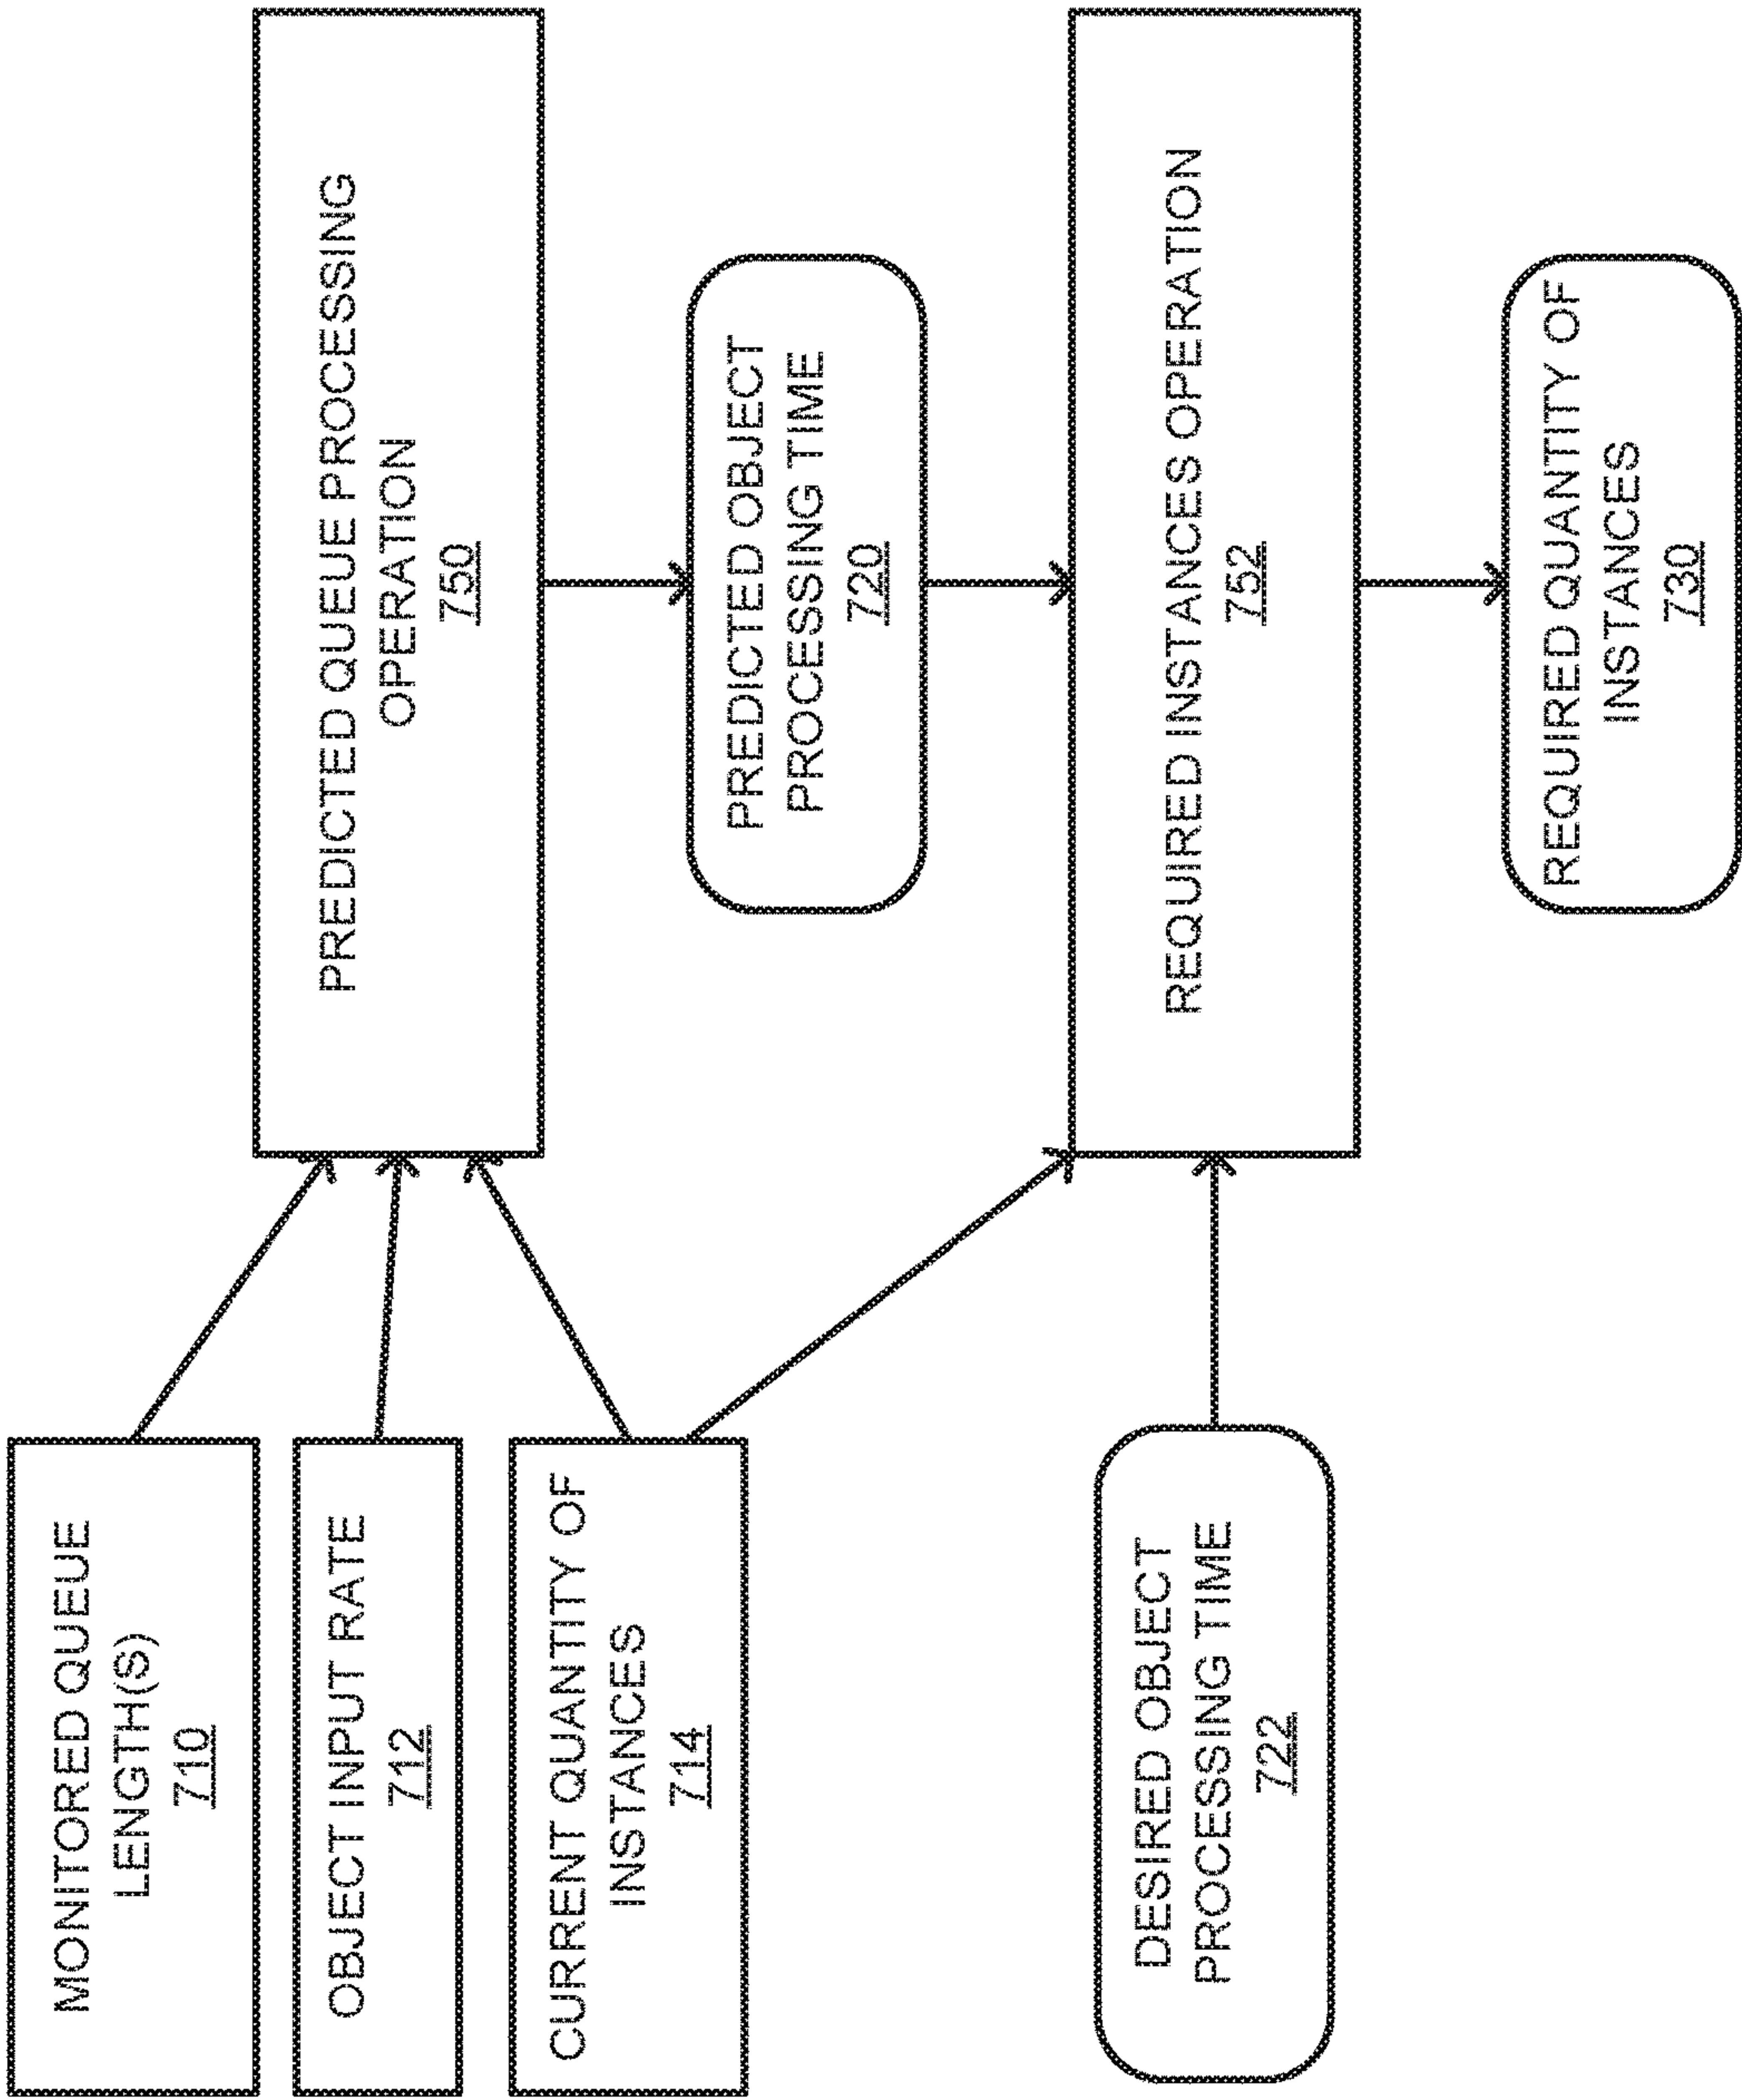 MONITORED QUEUE
LENGTH(S)
710
OBJECT INPUT RATE
712
CURRENT QUANTITY OF
INSTANCES
714
DESIRED OBJECT
PROCESSING TIME
722
PREDICTED QUEUE PROCESSING
OPERATION
750
PREDICTED OBJECT
PROCESSING TIME
720
REQUIRED INSTANCES OPERATION
752
REQUIRED QUANTITY OF
INSTANCES
730